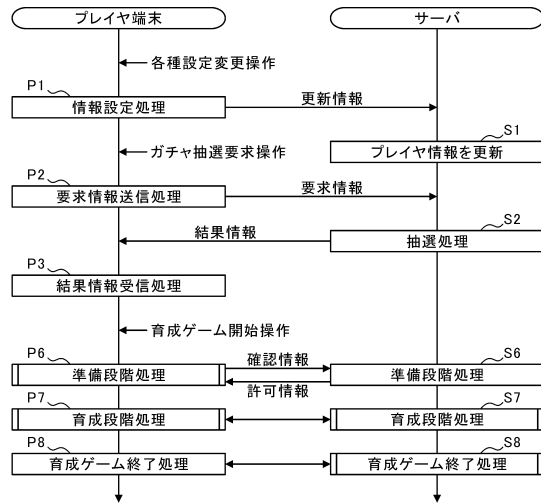 プレイヤ端末
サーバ
各種設定変更操作
P1
情報設定処理
更新情報
S1
ガチャ抽選要求操作
プレイヤ情報を更新
P2
要求情報送信処理
要求情報
S2
結果情報
抽選処理
P3
結果情報受信処理
育成ゲーム開始操作
P6
確認情報
S6
準備段階処理
準備段階処理
許可情報
P7
S7
育成段階処理
育成段階処理
P8
S8
育成ゲーム終了処理
育成ゲーム終了処理